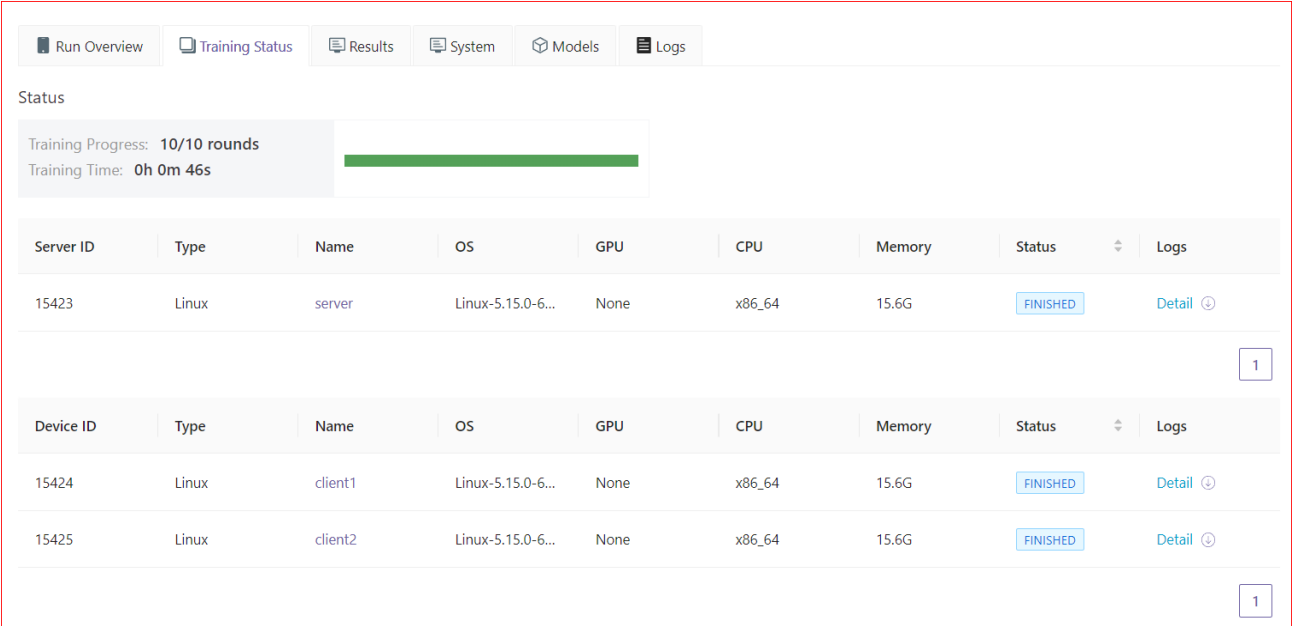 Run Overview Training Status Results System Models Logs
Status
Training Progress: 10/10 rounds
Training Time: 0h 0m 46s
Server ID Type Name OS GPU CPU Memory Status Logs
15423 Linux server Linux-5.15.0-6... None x86_64 15.6G FINISHED Detail
1
Device ID Type Name OS GPU CPU Memory Status Logs
15424 Linux client1 Linux-5.15.0-6... None x86_64 15.6G FINISHED Detail
15425 Linux client2 Linux-5.15.0-6... None x86_64 15.6G FINISHED Detail
1